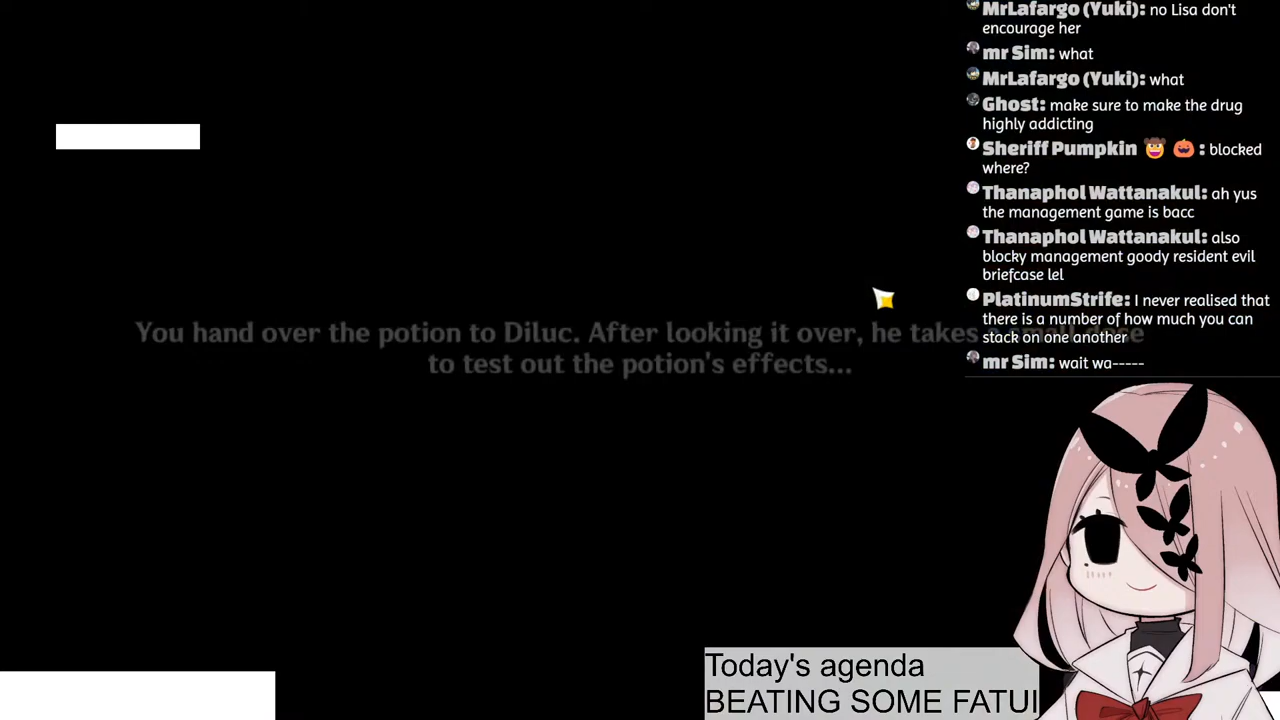 MrLafargo (Yuki): no Lisa don't
encourage her
mr Sim: what
MrLafargo (Yuki): what
Ghost: make sure to make the drug
highly addicting
Sheriff Pumpkin 🤠 🎃 : blocked
where?
Thanaphol Wattanakul: ah yus
the management game is bacc
Thanaphol Wattanakul: also
blocky management goody resident evil
briefcase lel
PlatinumStrife: I never realised that
there is a number of how much you can
stack on one another
mr Sim: wait wa-----
You hand over the potion to Diluc. After looking it over, he takes a small dose
to test out the potion's effects...
Today's agenda
BEATING SOME FATUI